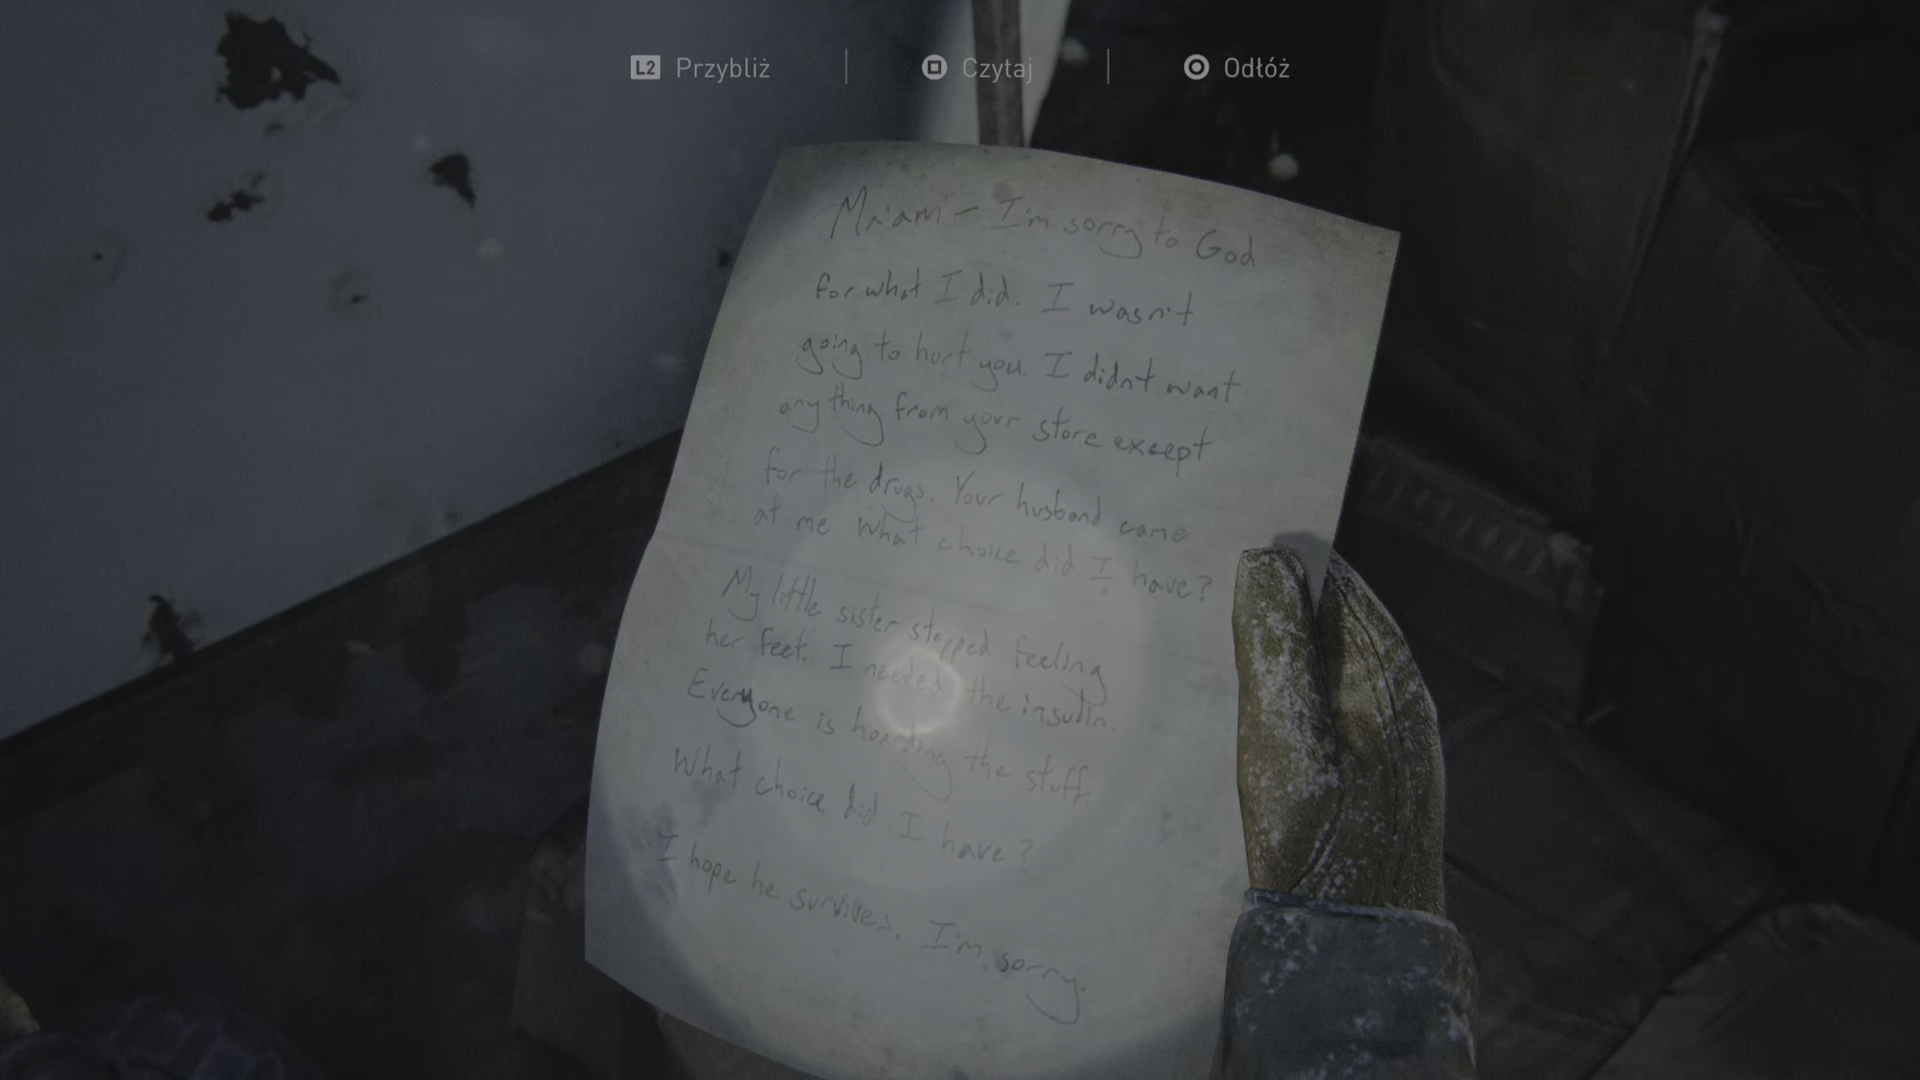 L2 Przybliż Czytaj Odłóż
Ma'am - I'm sorry to God
for what I did. I wasn't
going to hurt you. I didn't want
anything from your store except
for the drugs. Your husband came
at me. What choice did I have?
My little sister stopped feeling
her feet. I needed the insulin.
Everyone is hoarding the stuff.
What choice did I have?
I hope he survives. I'm sorry.